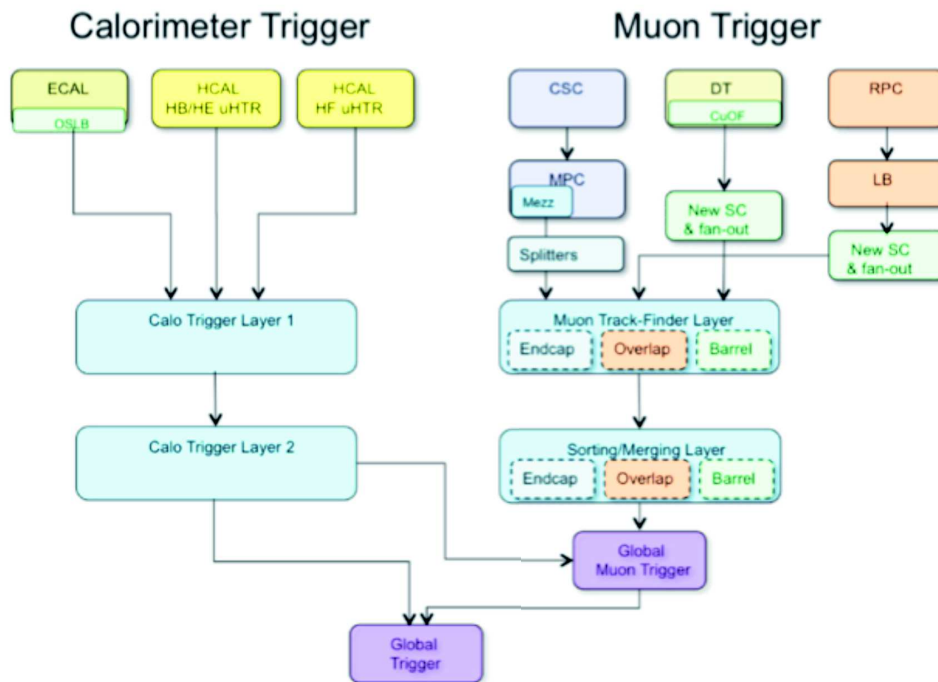 Calorimeter Trigger
Muon Trigger
ECAL
OSLB
HCAL
HB/HE uHTR
HCAL
HF uHTR
CSC
DT
CuOF
RPC
MPC
Mezz
LB
New SC
& fan-out
Splitters
New SC
& fan-out
Calo Trigger Layer 1
Muon Track-Finder Layer
Endcap
Overlap
Barrel
Calo Trigger Layer 2
Sorting/Merging Layer
Endcap
Overlap
Barrel
Global
Muon Trigger
Global
Trigger